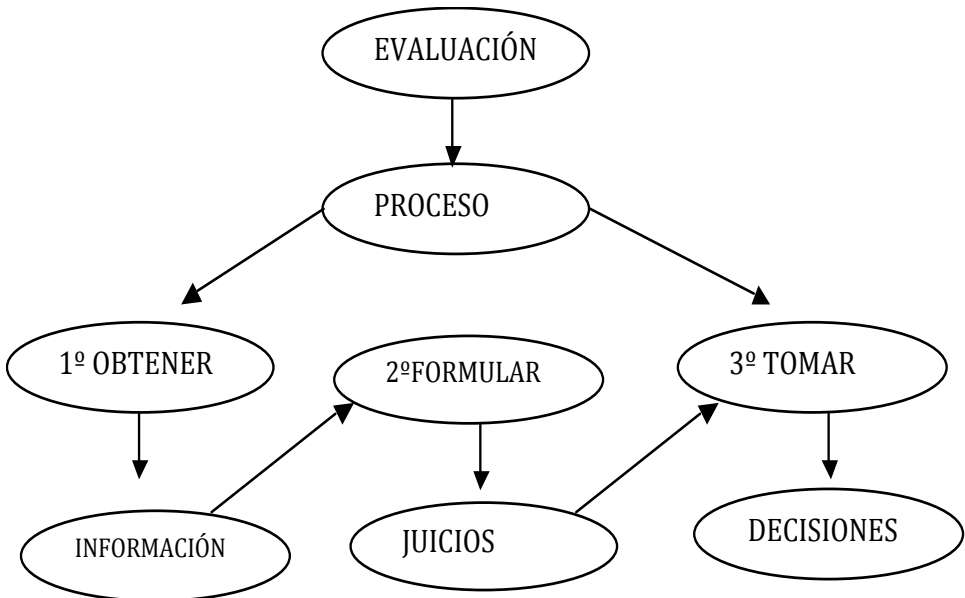 EVALUACIÓN
PROCESO
1º OBTENER
2ºFORMULAR
3º TOMAR
INFORMACIÓN
JUICIOS
DECISIONES